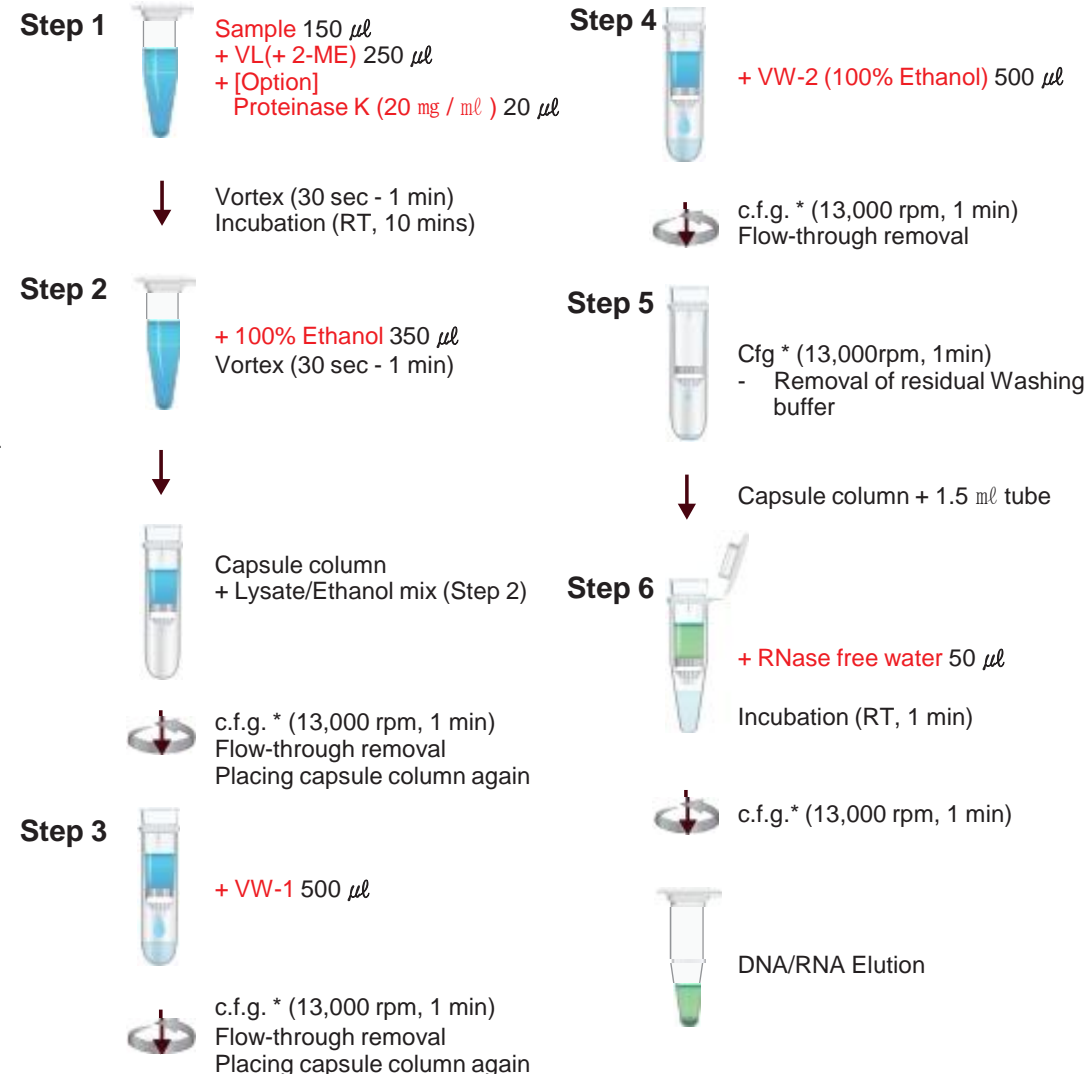 Step 1
Sample 150 ㎕
+ VL(+ 2-ME) 250 ㎕
+ [Option]
Proteinase K (20 ㎎ / ㎖ ) 20 ㎕
Vortex (30 sec - 1 min)
Incubation (RT, 10 mins)
Step 2
+ 100% Ethanol 350 ㎕
Vortex (30 sec - 1 min)
Capsule column
+ Lysate/Ethanol mix (Step 2)
c.f.g. * (13,000 rpm, 1 min)
Flow-through removal
Placing capsule column again
Step 3
+ VW-1 500 ㎕
c.f.g. * (13,000 rpm, 1 min)
Flow-through removal
Placing capsule column again
Step 4
+ VW-2 (100% Ethanol) 500 ㎕
c.f.g. * (13,000 rpm, 1 min)
Flow-through removal
Step 5
Cfg * (13,000rpm, 1min)
- Removal of residual Washing
buffer
Capsule column + 1.5 ㎖ tube
Step 6
+ RNase free water 50 ㎕
Incubation (RT, 1 min)
c.f.g.* (13,000 rpm, 1 min)
DNA/RNA Elution